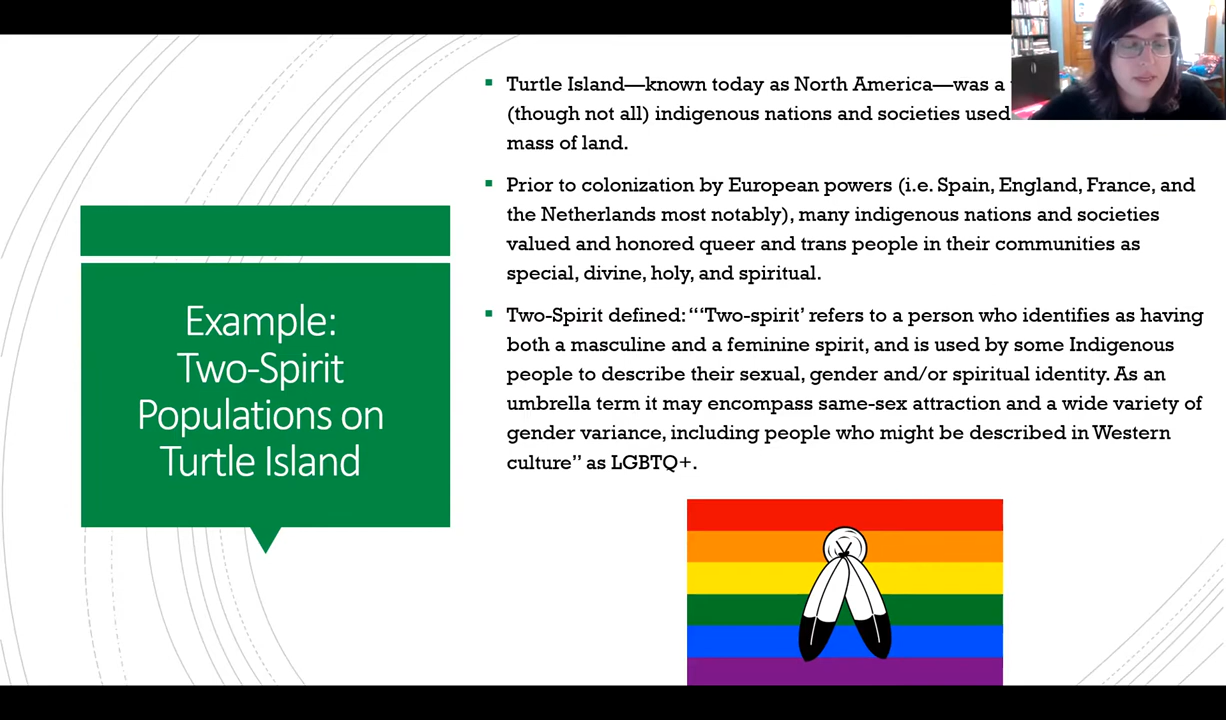 Example:
Two-Spirit
Populations on
Turtle Island
Turtle Island—known today as North America—was a
(though not all) indigenous nations and societies used
mass of land.
Prior to colonization by European powers (i.e. Spain, England, France, and
the Netherlands most notably), many indigenous nations and societies
valued and honored queer and trans people in their communities as
special, divine, holy, and spiritual.
Two-Spirit defined: “‘Two-spirit’ refers to a person who identifies as having
both a masculine and a feminine spirit, and is used by some Indigenous
people to describe their sexual, gender and/or spiritual identity. As an
umbrella term it may encompass same-sex attraction and a wide variety of
gender variance, including people who might be described in Western
culture” as LGBTQ+.